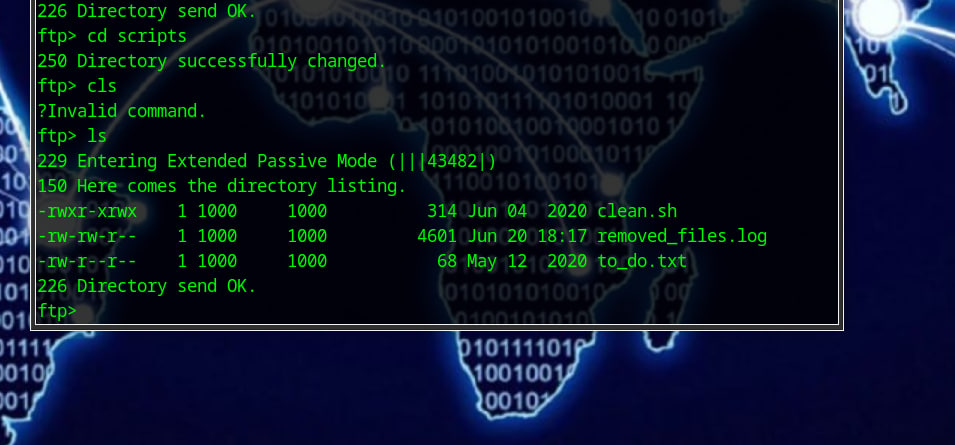 226 Directory send OK.
ftp> cd scripts
250 Directory successfully changed.
ftp> cls
?Invalid command.
ftp> ls
229 Entering Extended Passive Mode (|||43482|)
150 Here comes the directory listing.
-rwxr-xrwx    1 1000     1000          314 Jun 04  2020 clean.sh
-rw-rw-r--    1 1000     1000         4601 Jun 20 18:17 removed_files.log
-rw-r--r--    1 1000     1000           68 May 12  2020 to_do.txt
226 Directory send OK.
ftp>